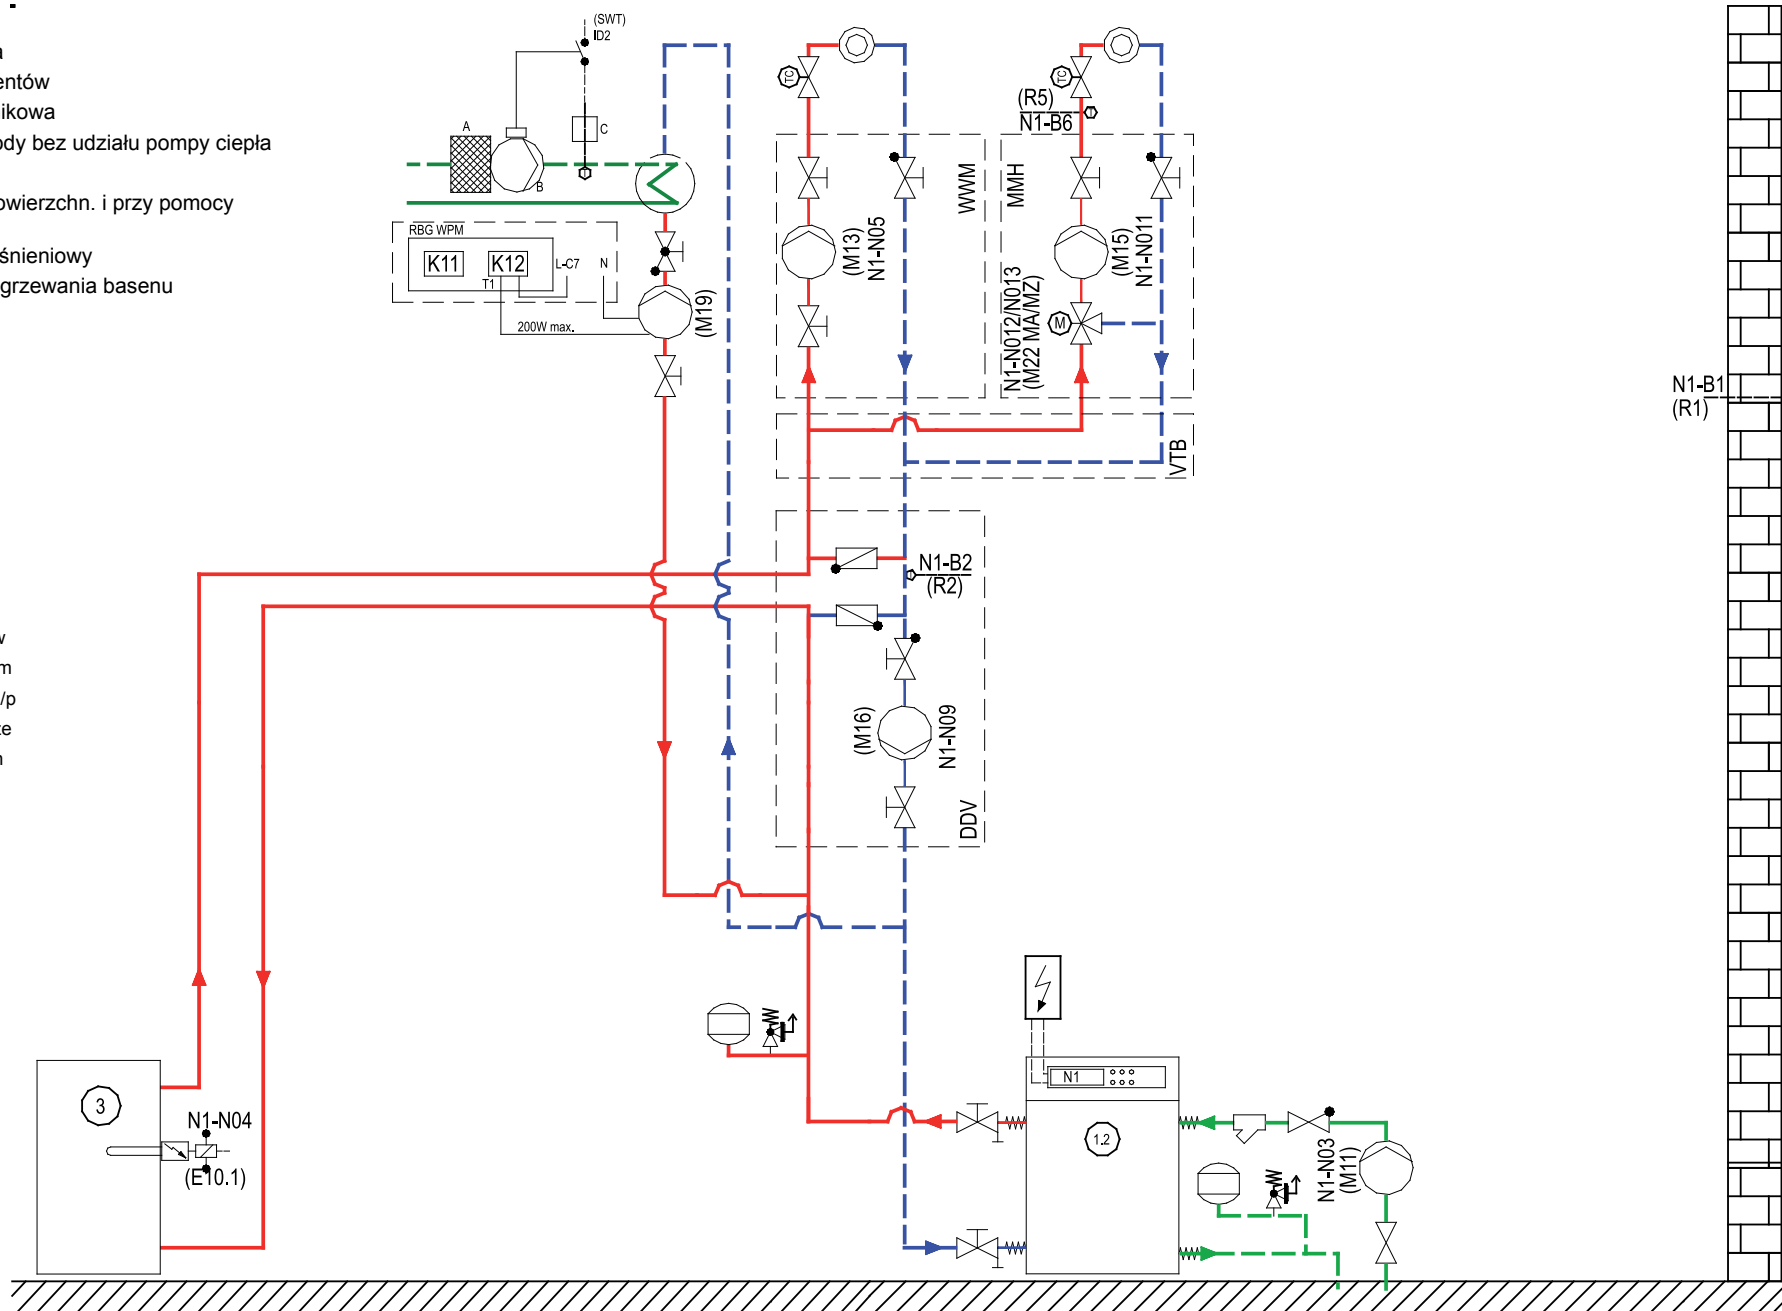 entów
ody bez udziału pompy ciepła
owierzchn. i przy pomocy
śnieniowy
grzewania basenu
w
m
/p
że
(SWT)
ID2
A
B
C
RBG WPM
K11
K12
T1
L-C7
N
200W max.
(M19)
TC
(M13)
N1-N05
WWM
TC
(R5)
N1-B6
MMH
(M15)
N1-N011
M
N1-N012/N013
(M22 MA/MZ)
VTB
N1-B1
(R1)
N1-B2
(R2)
(M16)
N1-N09
DDV
3
N1-N04
(E10.1)
N1
1.2
N1-N03
(M11)